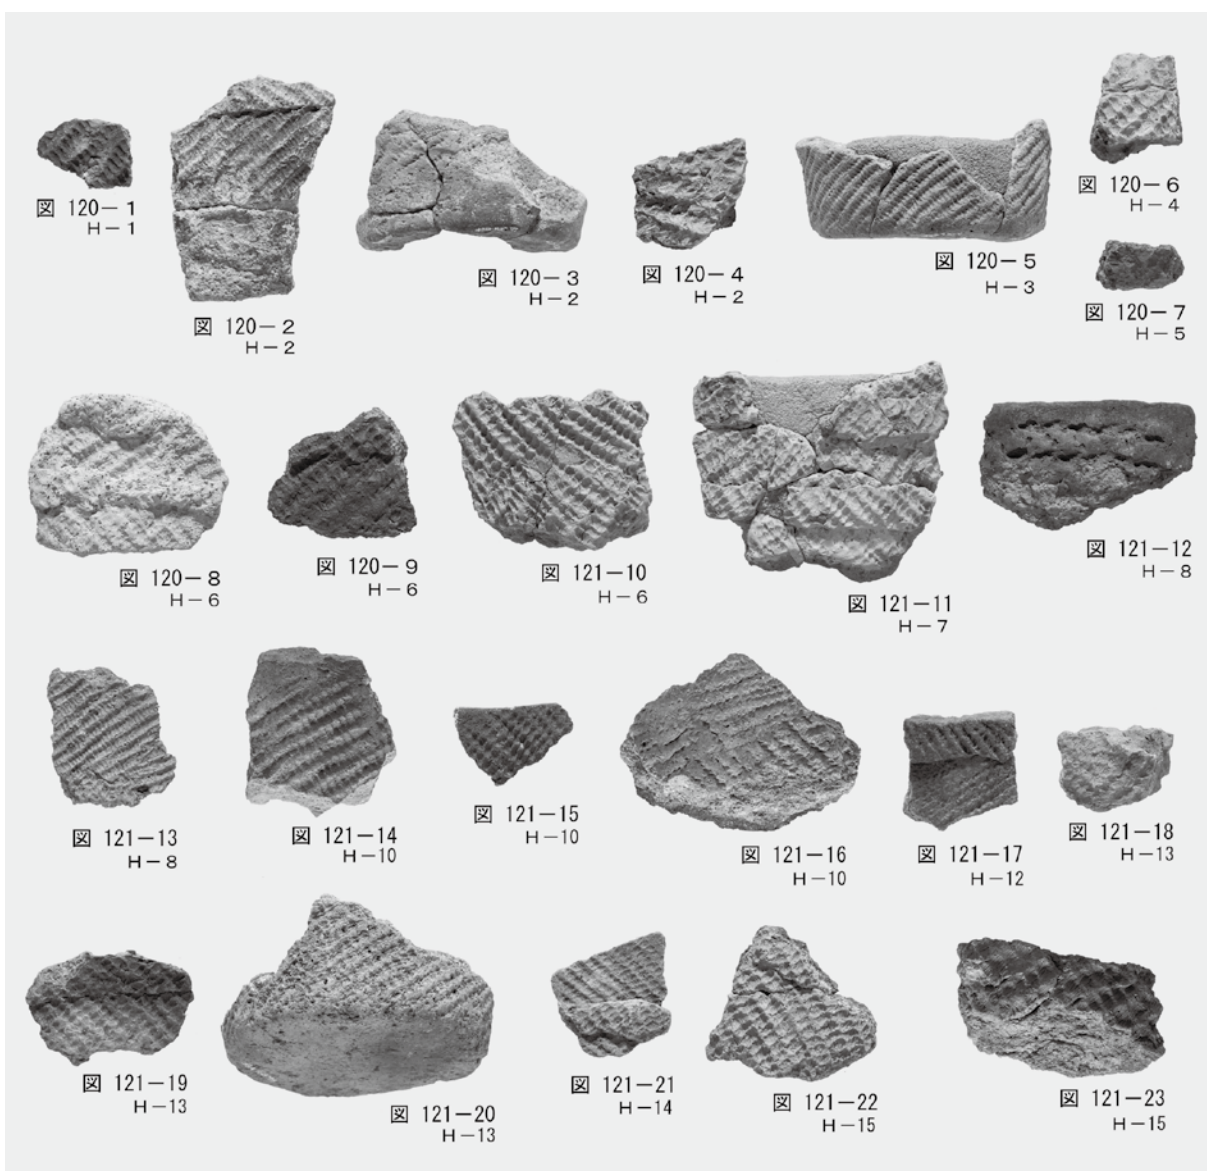 図 120－1
H－1
図 120－2
H－2
図 120－3
H－2
図 120－4
H－2
図 120－5
H－3
図 120－6
H－4
図 120－7
H－5
図 120－8
H－6
図 120－9
H－6
図 121－10
H－6
図 121－11
H－7
図 121－12
H－8
図 121－13
H－8
図 121－14
H－10
図 121－15
H－10
図 121－16
H－10
図 121－17
H－12
図 121－18
H－13
図 121－19
H－13
図 121－20
H－13
図 121－21
H－14
図 121－22
H－15
図 121－23
H－15